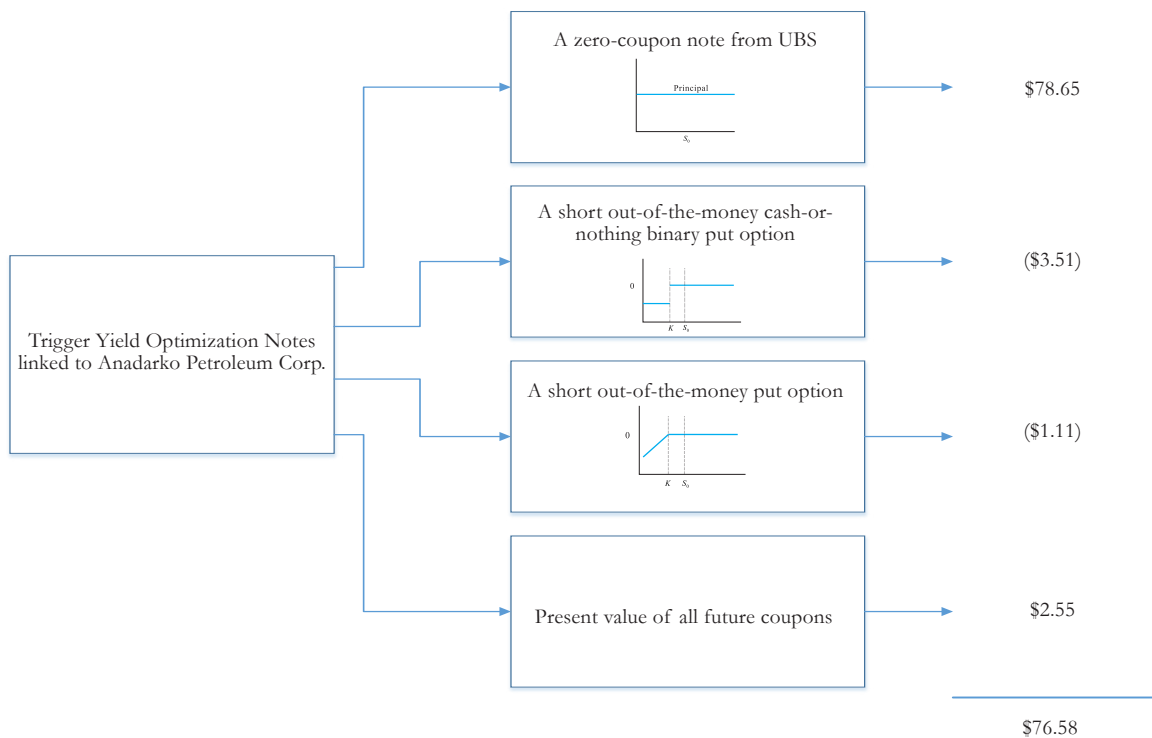 A zero-coupon note from UBS
Principal
S₀
$78.65
A short out-of-the-money cash-or-
nothing binary put option
0
K S₀
($3.51)
Trigger Yield Optimization Notes
linked to Anadarko Petroleum Corp.
A short out-of-the-money put option
0
K S₀
($1.11)
Present value of all future coupons
$2.55
$76.58